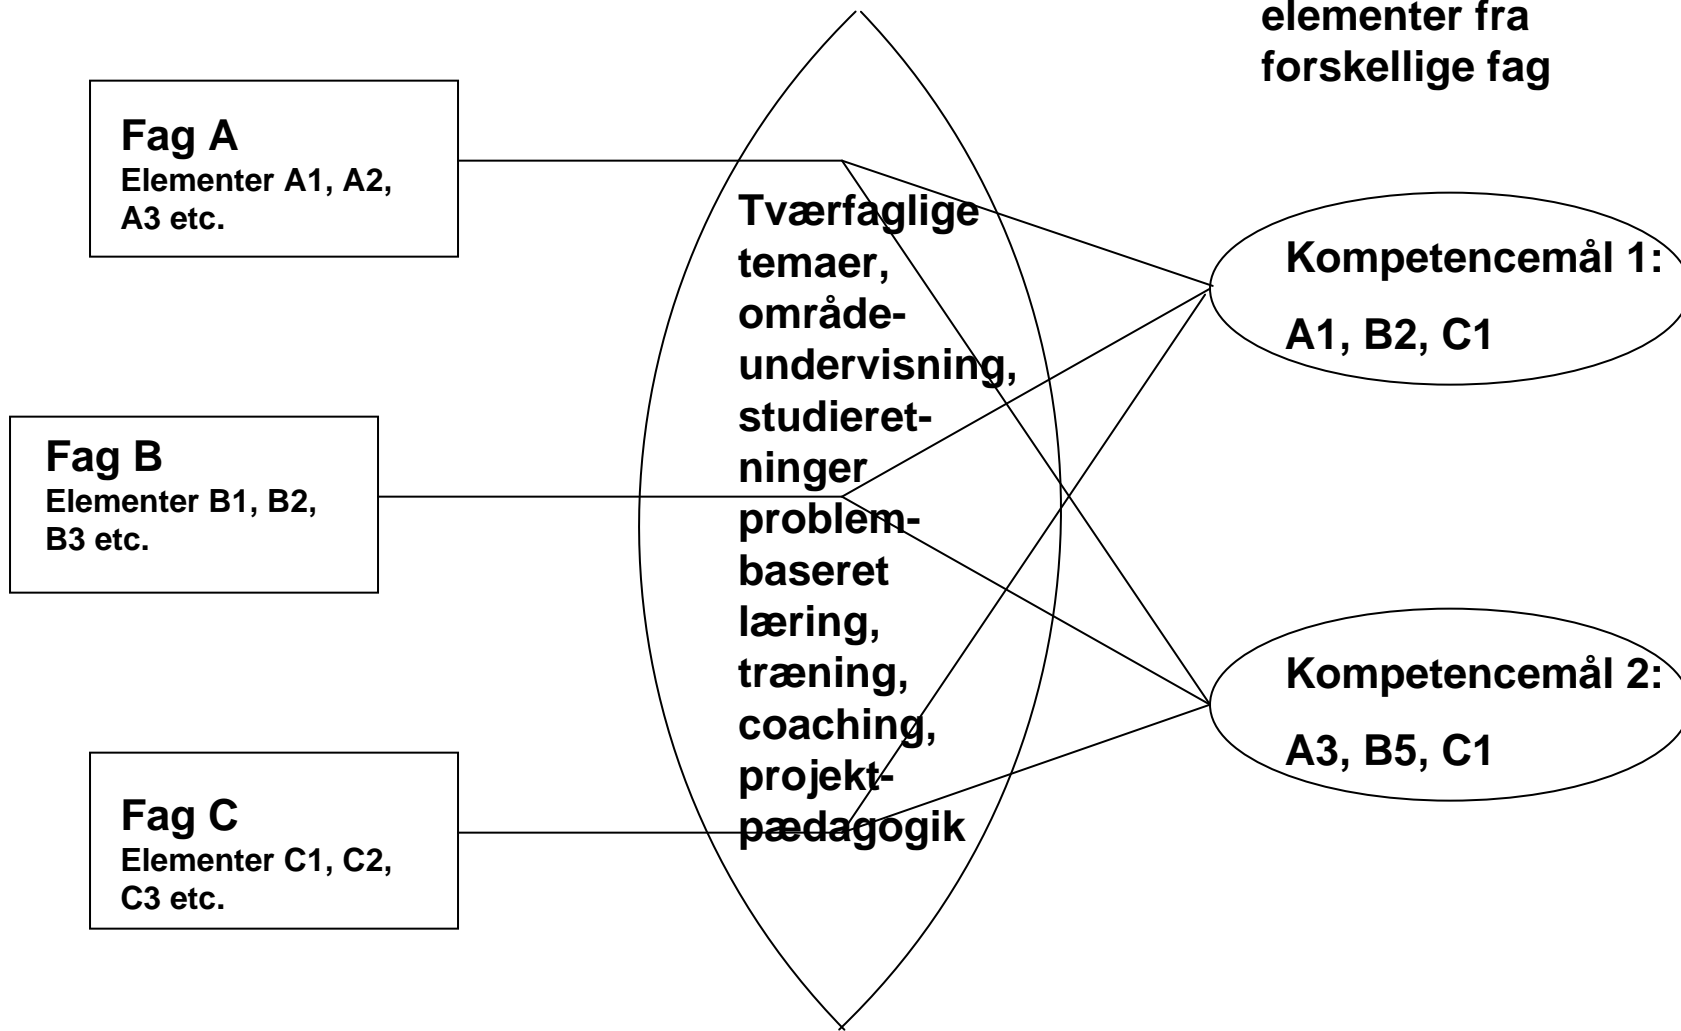 elementer fra
forskellige fag
Fag A
Elementer A1, A2,
A3 etc.
Fag B
Elementer B1, B2,
B3 etc.
Fag C
Elementer C1, C2,
C3 etc.
Tværfaglige
temaer,
område-
undervisning,
studieret-
ninger
problem-
baseret
læring,
træning,
coaching,
projekt-
pædagogik
Kompetencemål 1:
A1, B2, C1
Kompetencemål 2:
A3, B5, C1